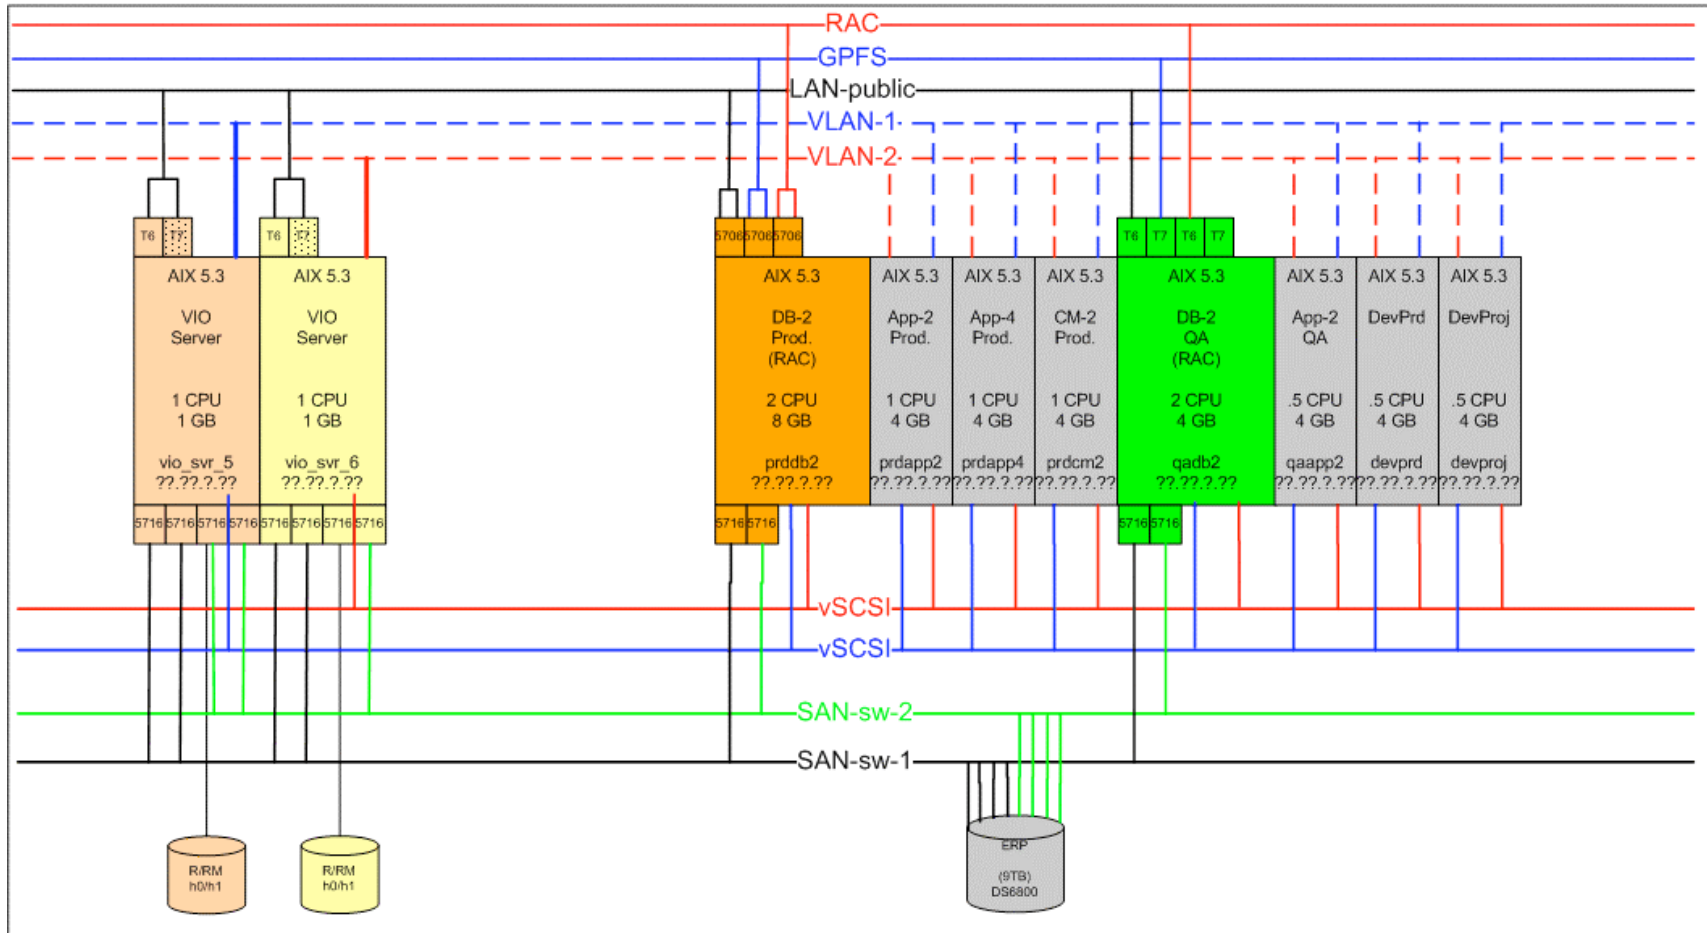 RAC
GPFS
LAN-public
VLAN-1
VLAN-2
T6 T7 T6 T7 5706 5706 5706 T6 T7 T6 T7
AIX 5.3
VIO
Server
1 CPU
1 GB
vio_svr_5
??.??.?.??
AIX 5.3
VIO
Server
1 CPU
1 GB
vio_svr_6
??.??.?.??
AIX 5.3
DB-2
Prod.
(RAC)
2 CPU
8 GB
prddb2
??.??.?.??
AIX 5.3
App-2
Prod.
1 CPU
4 GB
prdapp2
??.??.?.??
AIX 5.3
App-4
Prod.
1 CPU
4 GB
prdapp4
??.??.?.??
AIX 5.3
CM-2
Prod.
1 CPU
4 GB
prdcm2
??.??.?.??
AIX 5.3
DB-2
QA
(RAC)
2 CPU
4 GB
qadb2
??.??.?.??
AIX 5.3
App-2
QA
.5 CPU
4 GB
qaapp2
??.??.?.??
AIX 5.3
DevPrd
.5 CPU
4 GB
devprd
??.??.?.??
AIX 5.3
DevProj
.5 CPU
4 GB
devproj
??.??.?.??
5716 5716 5716 5716 5716 5716 5716 5716 5716 5716 5716 5716
vSCSI
vSCSI
SAN-sw-2
SAN-sw-1
R/RM
h0/h1
R/RM
h0/h1
ERP
(9TB)
DS6800